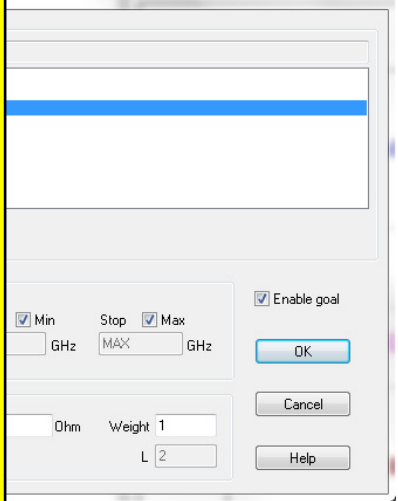 Enable goal
Min Stop Max
GHz MAX GHz
OK
Cancel
Ohm Weight 1
L 2
Help